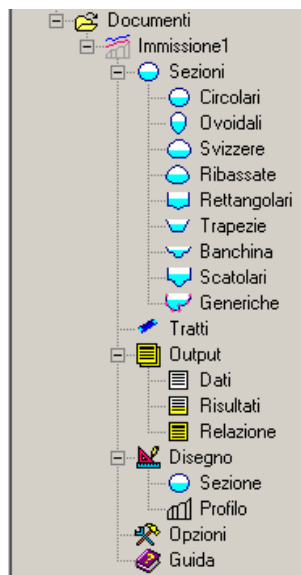 Documenti
Immissione1
Sezioni
Circolari
Ovoidali
Svizzere
Ribassate
Rettangolari
Trapezie
Banchina
Scatolari
Generiche
Tratti
Output
Dati
Risultati
Relazione
Disegno
Sezione
Profilo
Opzioni
Guida